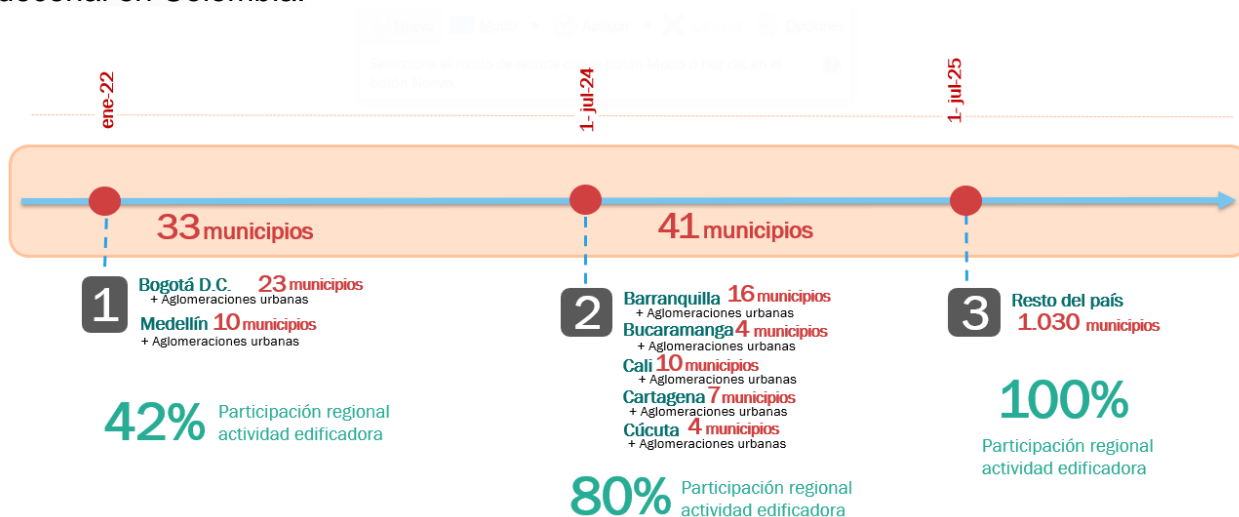 en Colombia.
ene-22
1- jul-24
1- jul-25
33 municipios
41 municipios
1
Bogotá D.C. 23 municipios
+ Aglomeraciones urbanas
Medellín 10 municipios
+ Aglomeraciones urbanas
42% Participación regional
actividad edificadora
2
Barranquilla 16 municipios
+ Aglomeraciones urbanas
Bucaramanga 4 municipios
+ Aglomeraciones urbanas
Cali 10 municipios
+ Aglomeraciones urbanas
Cartagena 7 municipios
+ Aglomeraciones urbanas
Cúcuta 4 municipios
+ Aglomeraciones urbanas
80% Participación regional
actividad edificadora
3
Resto del país
1.030 municipios
100%
Participación regional
actividad edificadora